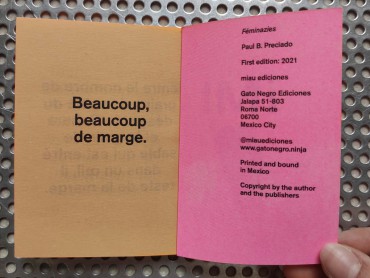 Beaucoup,
beaucoup
de marge.
Féminazies
Paul B. Preciado
First edition: 2021
miau ediciones
Gato Negro Ediciones
Jalapa 51-803
Roma Norte
06700
Mexico City
@miauediciones
www.gatonegro.ninja
Printed and bound
in Mexico
Copyright by the author
and the publishers